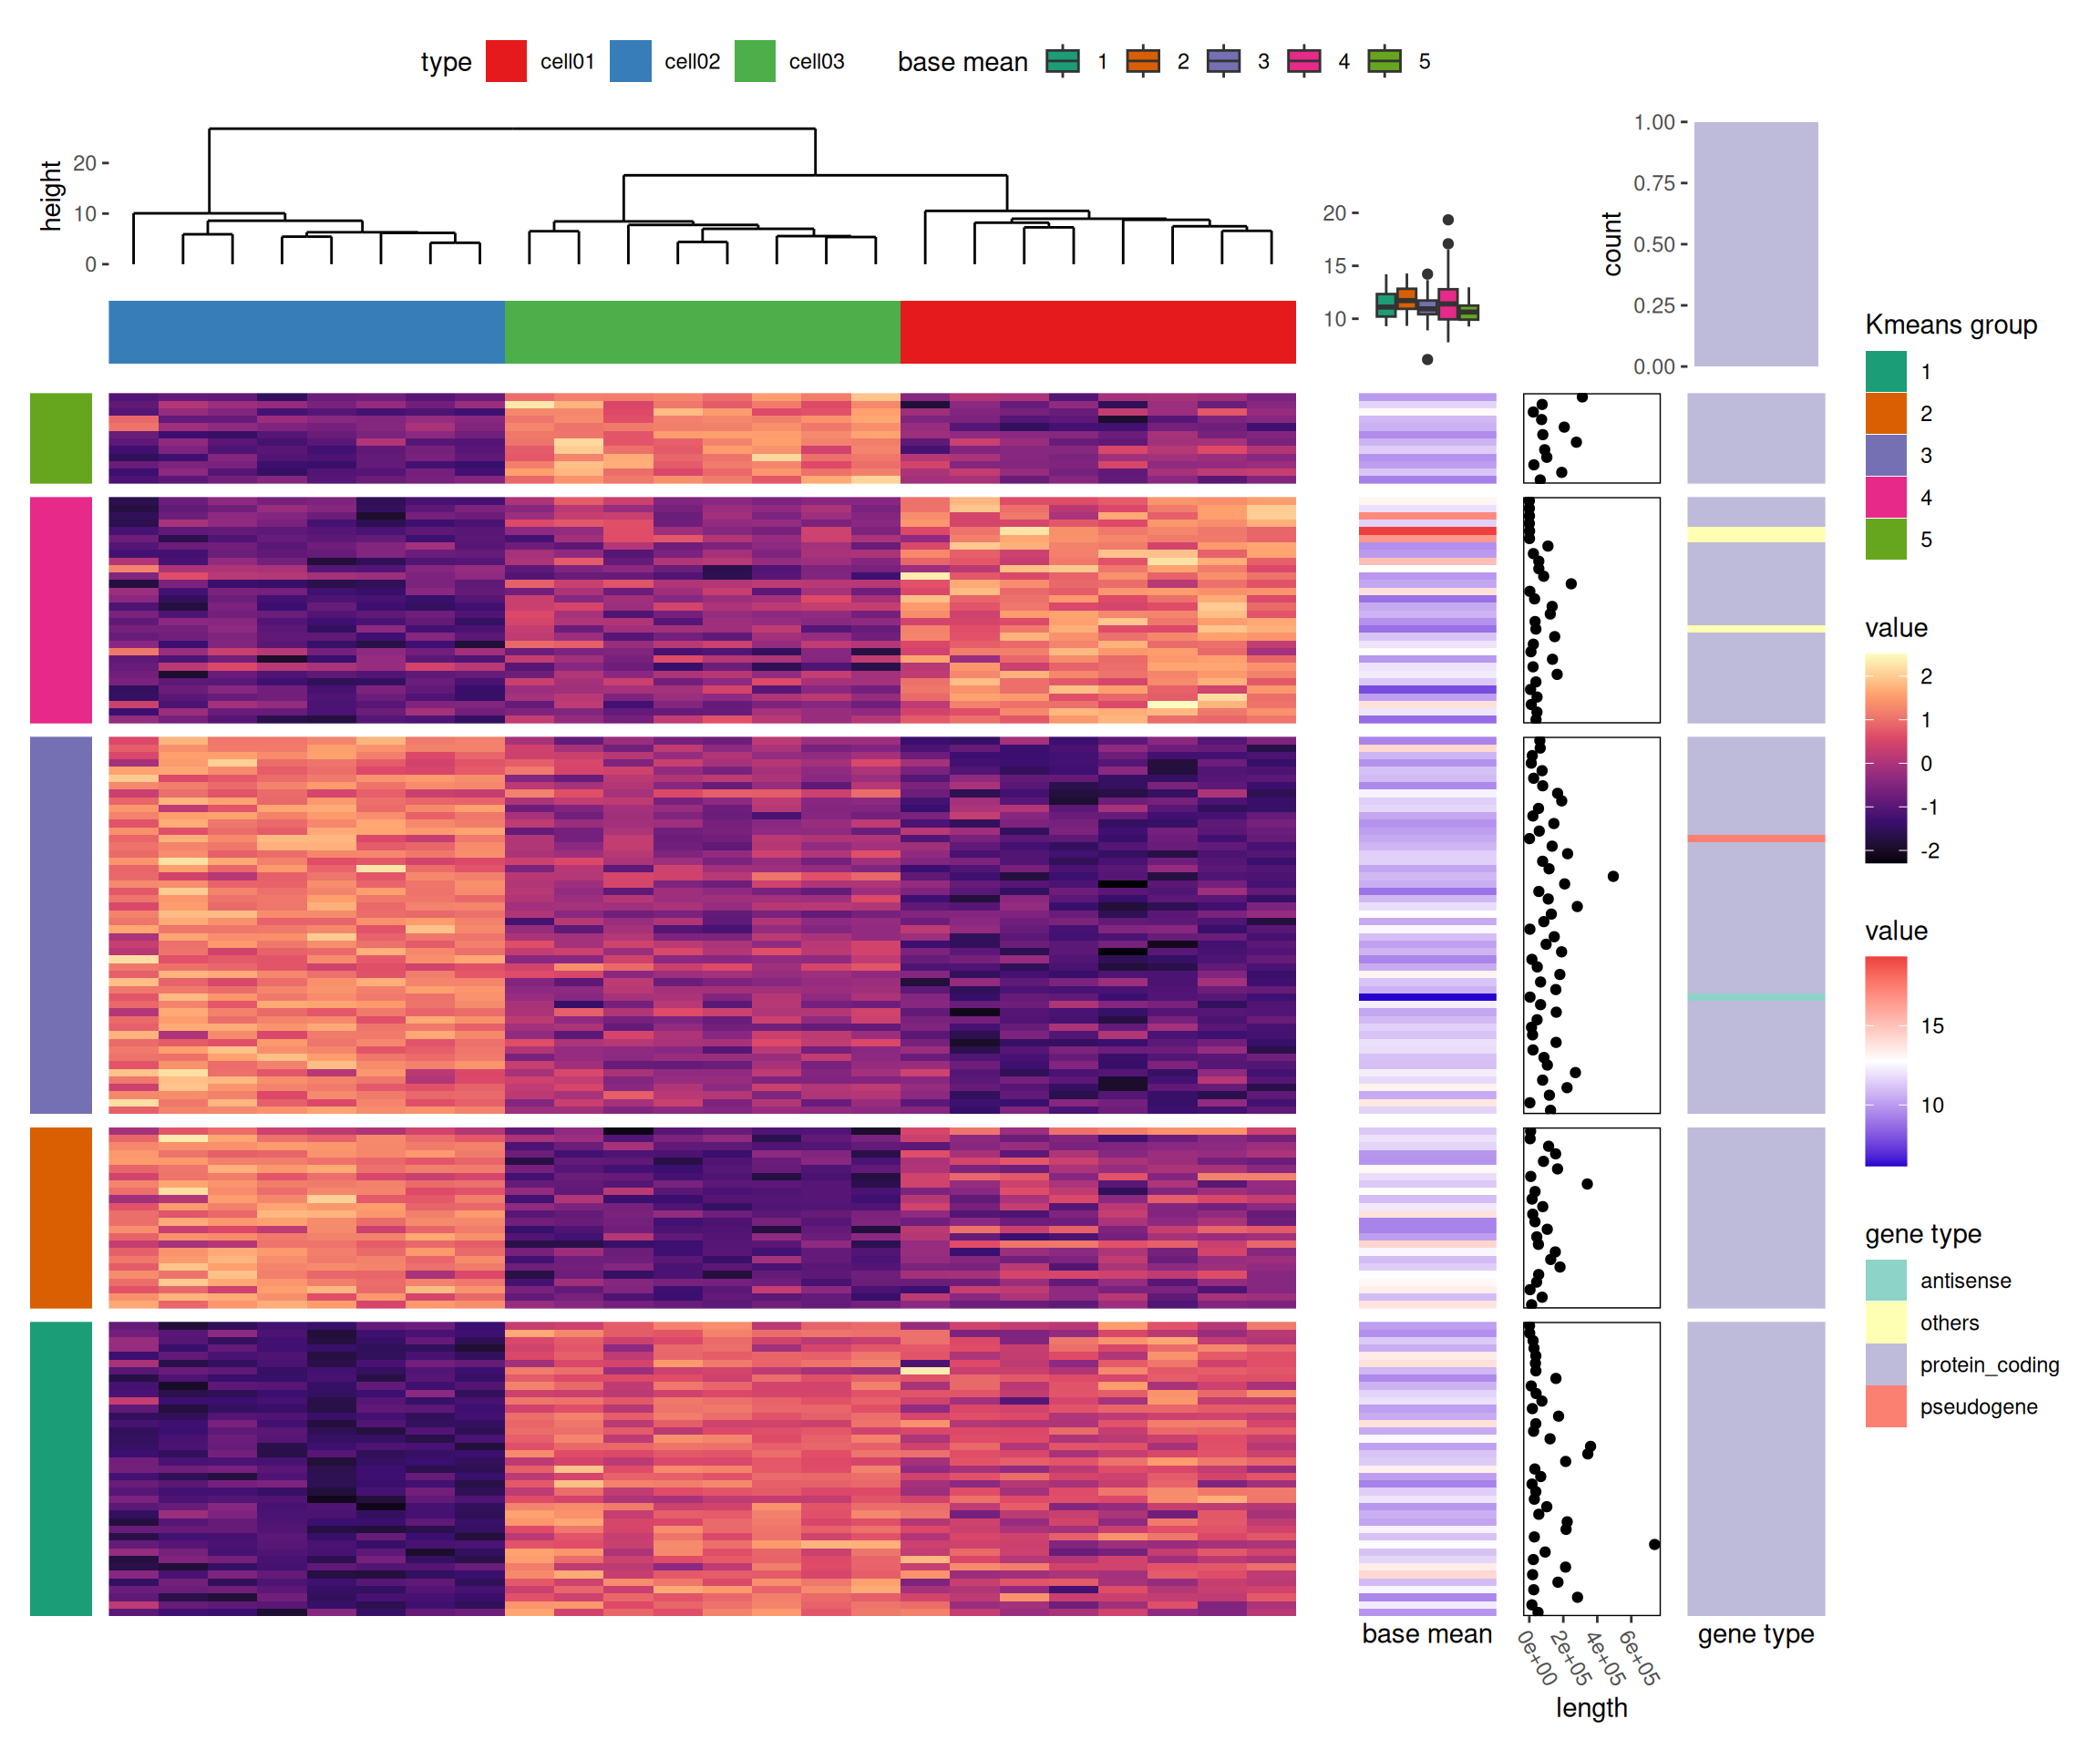 type cell01 cell02 cell03 base mean 1 2 3 4 5
height
20
10
0
20
15
10
count
1.00
0.75
0.50
0.25
0.00
Kmeans group
1
2
3
4
5
value
2
1
0
-1
-2
value
15
10
gene type
antisense
others
protein_coding
pseudogene
base mean
0e+00 2e+05 4e+05 6e+05
length
gene type